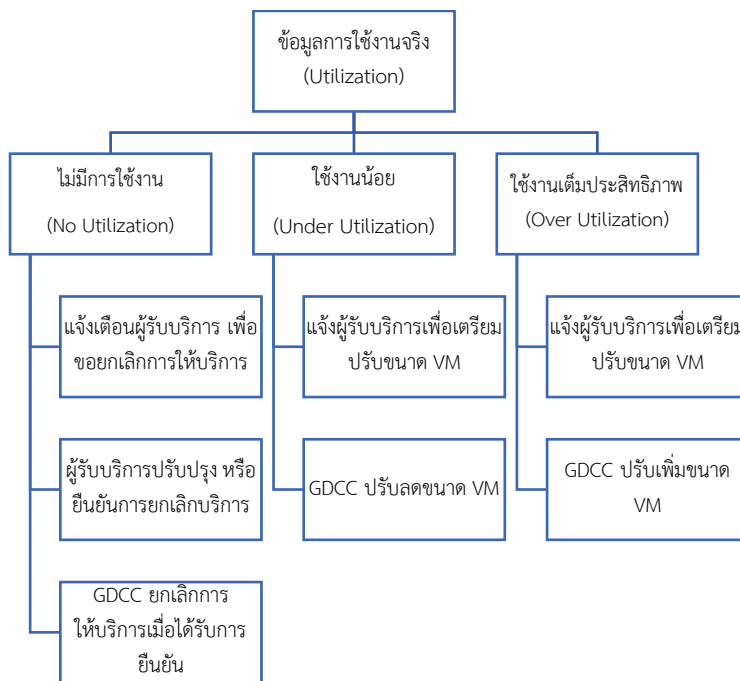 ข้อมูลการใช้งานจริง
(Utilization)
ไม่มีการใช้งาน
(No Utilization)
ใช้งานน้อย
(Under Utilization)
ใช้งานเต็มประสิทธิภาพ
(Over Utilization)
แจ้งเตือนผู้รับบริการ เพื่อ
ขอยกเลิกการให้บริการ
แจ้งผู้รับบริการเพื่อเตรียม
ปรับขนาด VM
แจ้งผู้รับบริการเพื่อเตรียม
ปรับขนาด VM
ผู้รับบริการปรับปรุง หรือ
ยืนยันการยกเลิกบริการ
GDCC ปรับลดขนาด VM
GDCC ปรับเพิ่มขนาด
VM
GDCC ยกเลิกการ
ให้บริการเมื่อได้รับการ
ยืนยัน